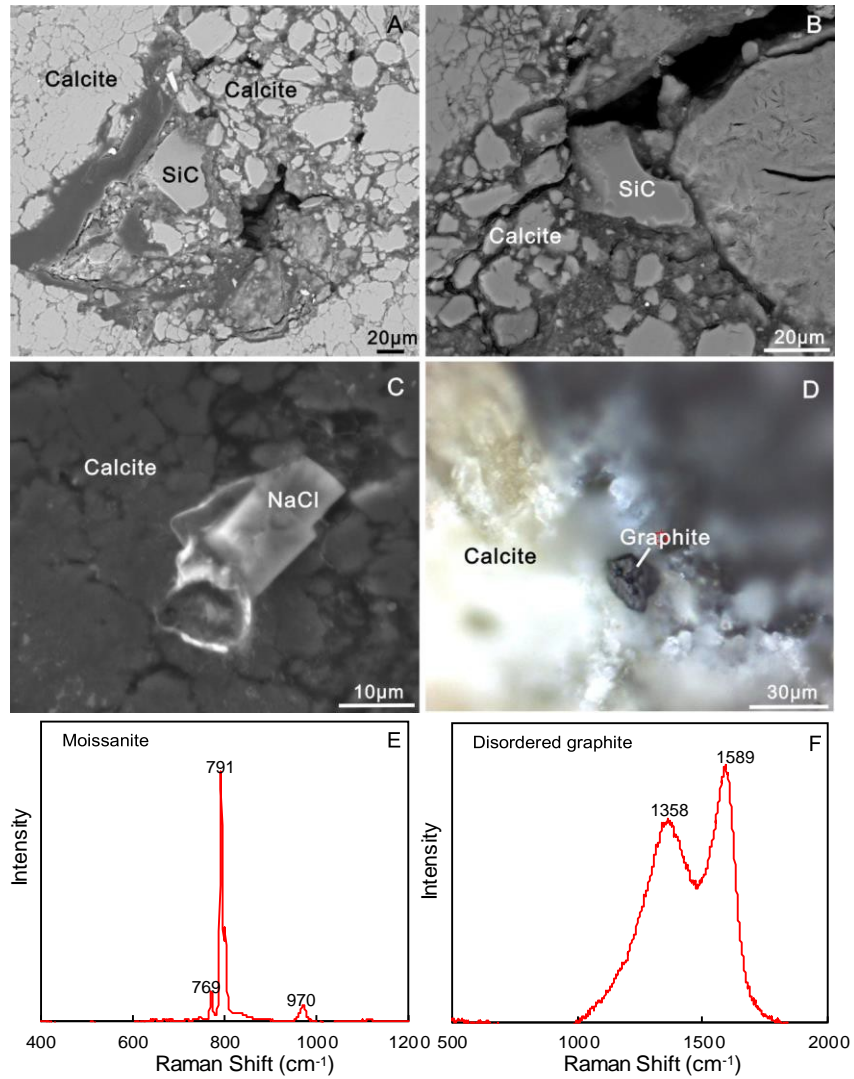 A
Calcite
Calcite
SiC
20μm
B
SiC
Calcite
20μm
C
Calcite
NaCl
10μm
D
Graphite
Calcite
30μm
Moissanite
E
791
769
970
Intensity
400
600
800
1000
1200
Raman Shift (cm-1)
Disordered graphite
F
1589
1358
Intensity
500
1000
1500
2000
Raman Shift (cm-1)